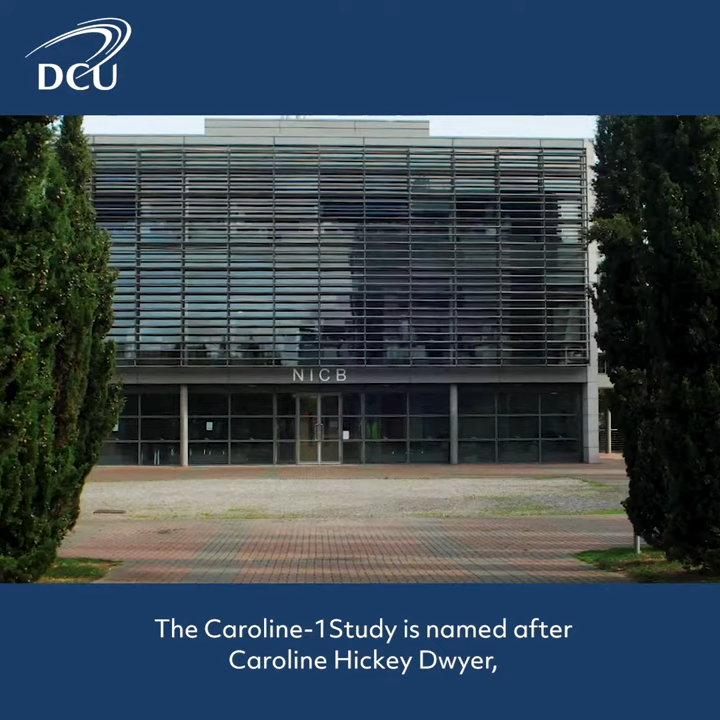 DCU
NICB
The Caroline-1Study is named after
Caroline Hickey Dwyer,